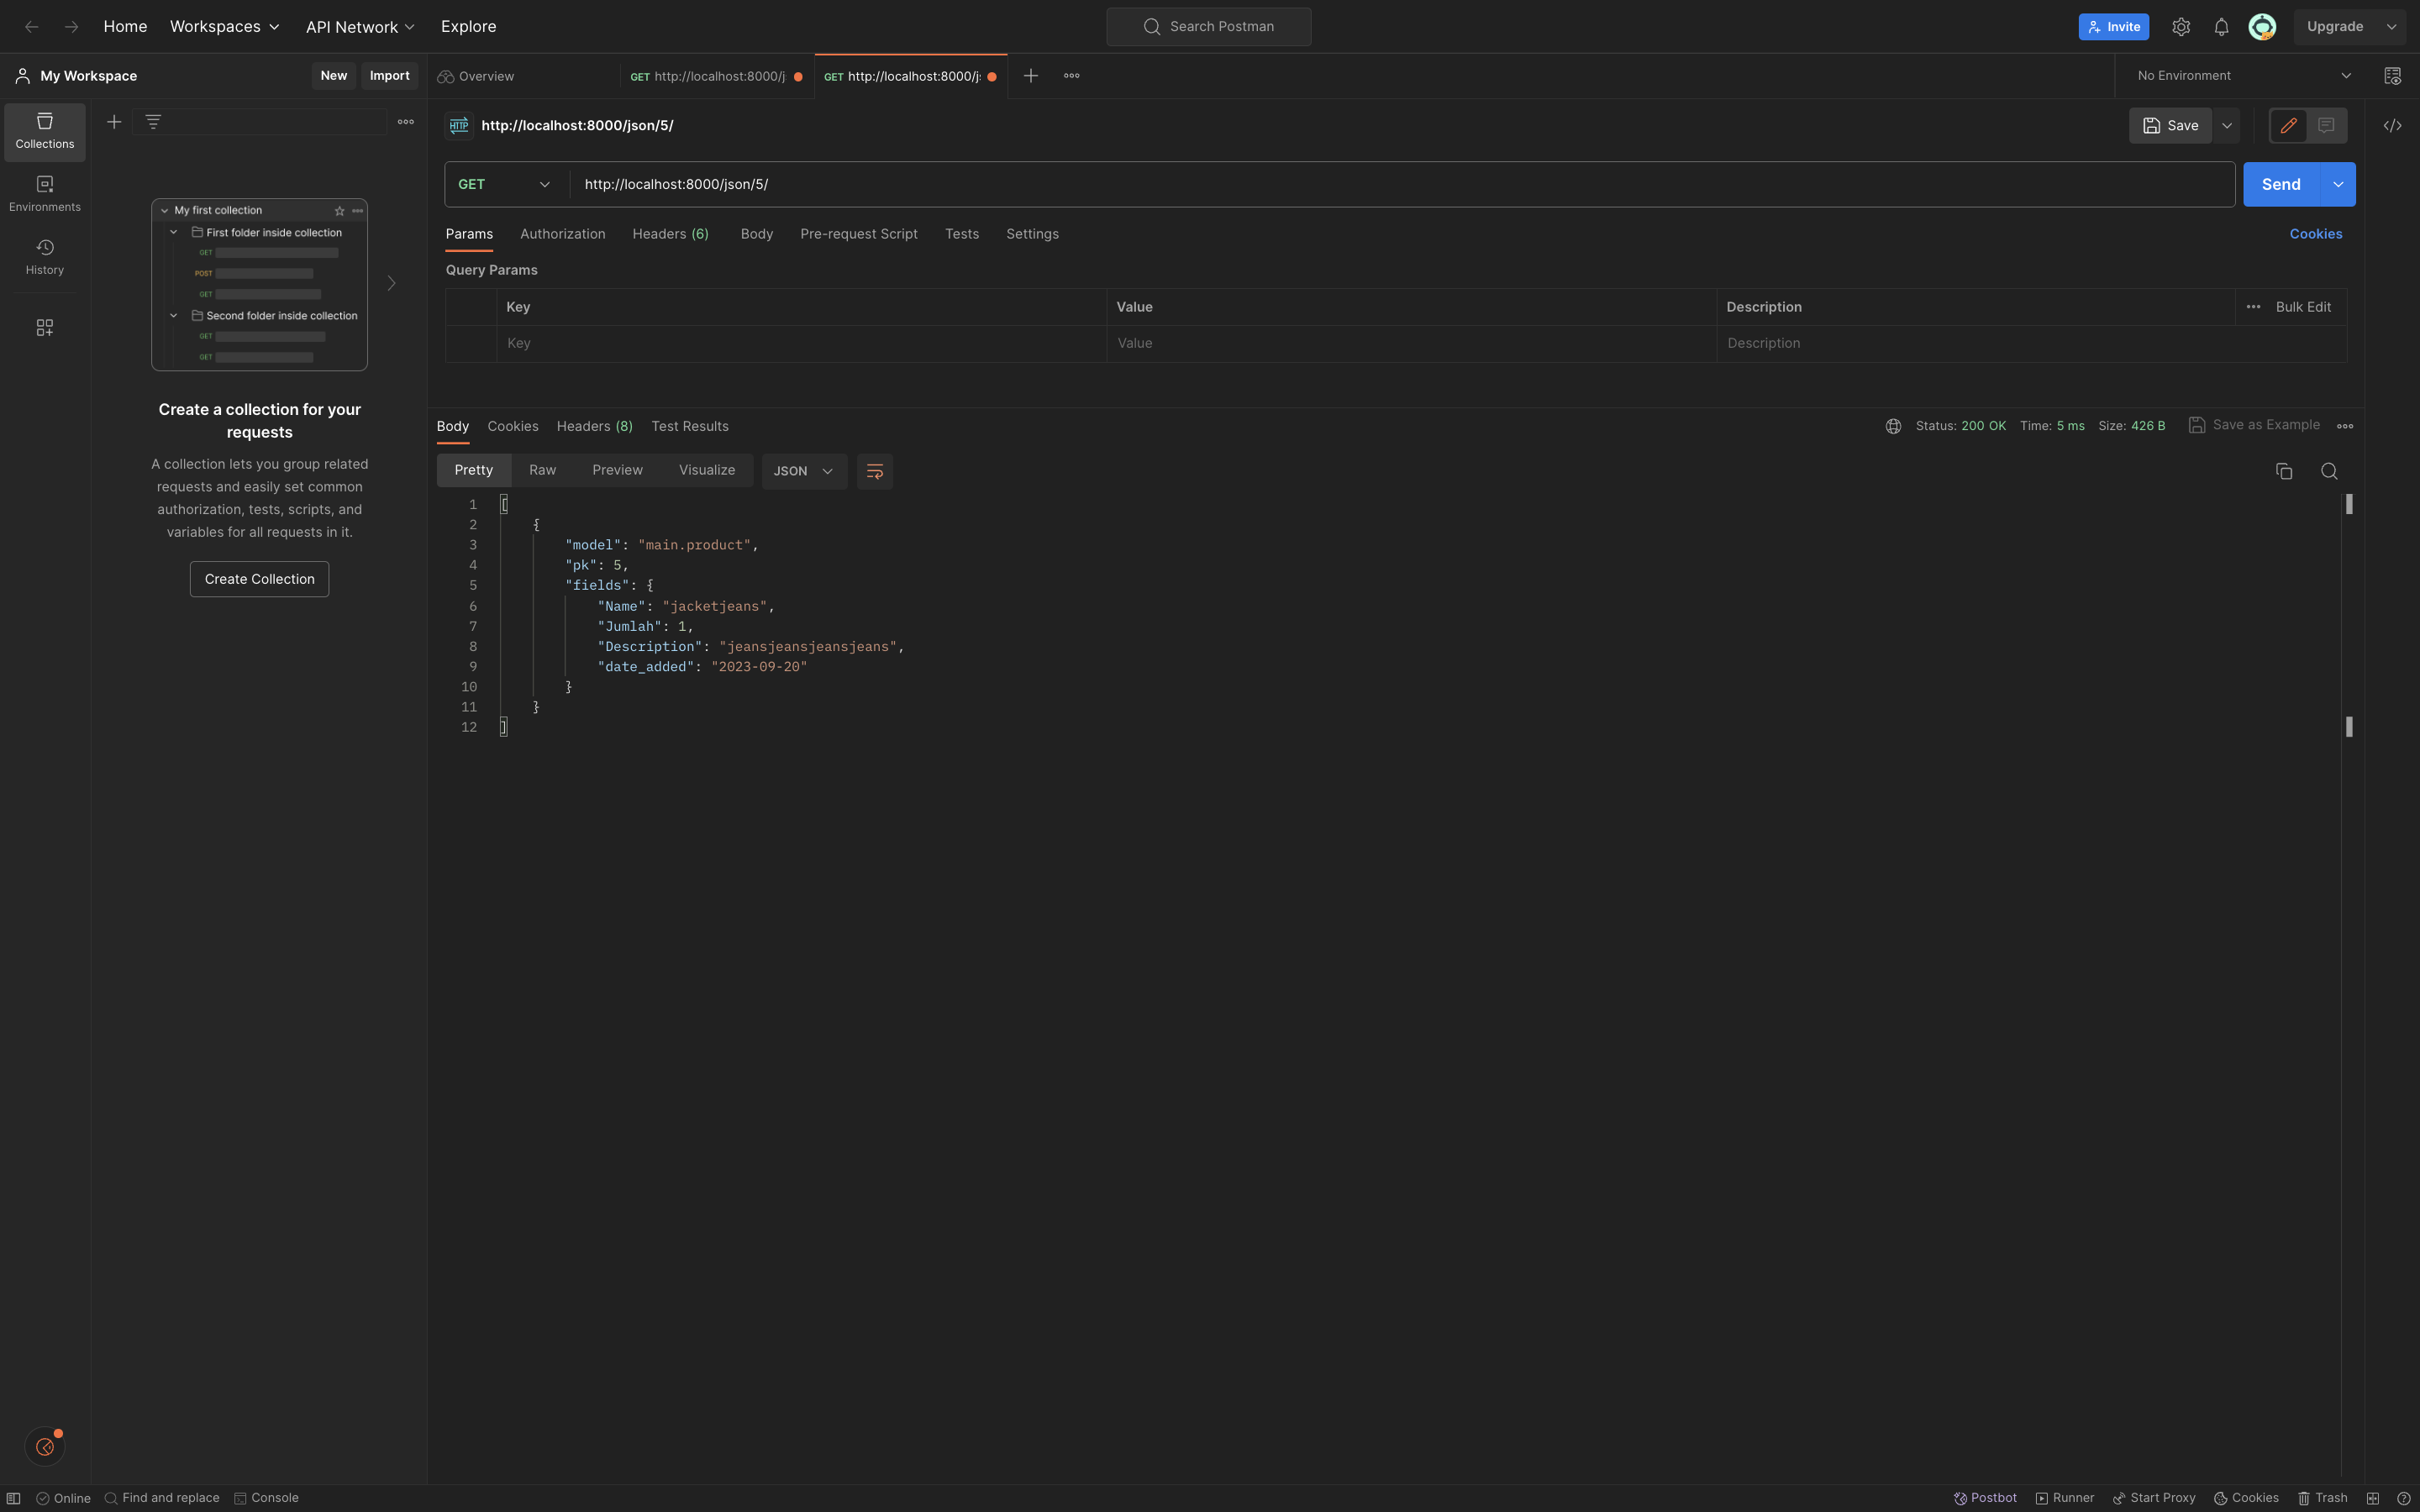 Home Workspaces API Network Explore Search Postman Invite Upgrade
My Workspace New Import Overview GET http://localhost:8000/j GET http://localhost:8000/j: No Environment
Collections
Environments
History
My first collection
First folder inside collection
GET
POST
GET
Second folder inside collection
GET
GET
Create a collection for your
requests
A collection lets you group related
requests and easily set common
authorization, tests, scripts, and
variables for all requests in it.
Create Collection
HTTP http://localhost:8000/json/5/ Save
GET http://localhost:8000/json/5/ Send
Params Authorization Headers (6) Body Pre-request Script Tests Settings Cookies
Query Params
Key Value Description Bulk Edit
Key Value Description
Body Cookies Headers (8) Test Results Status: 200 OK Time: 5 ms Size: 426 B Save as Example
Pretty Raw Preview Visualize JSON
1 [
2 {
3 "model": "main.product",
4 "pk": 5,
5 "fields": {
6 "Name": "jacketjeans",
7 "Jumlah": 1,
8 "Description": "jeansjeansjeansjeans",
9 "date_added": "2023-09-20"
10 }
11 }
12 ]
Online Find and replace Console Postbot Runner Start Proxy Cookies Trash